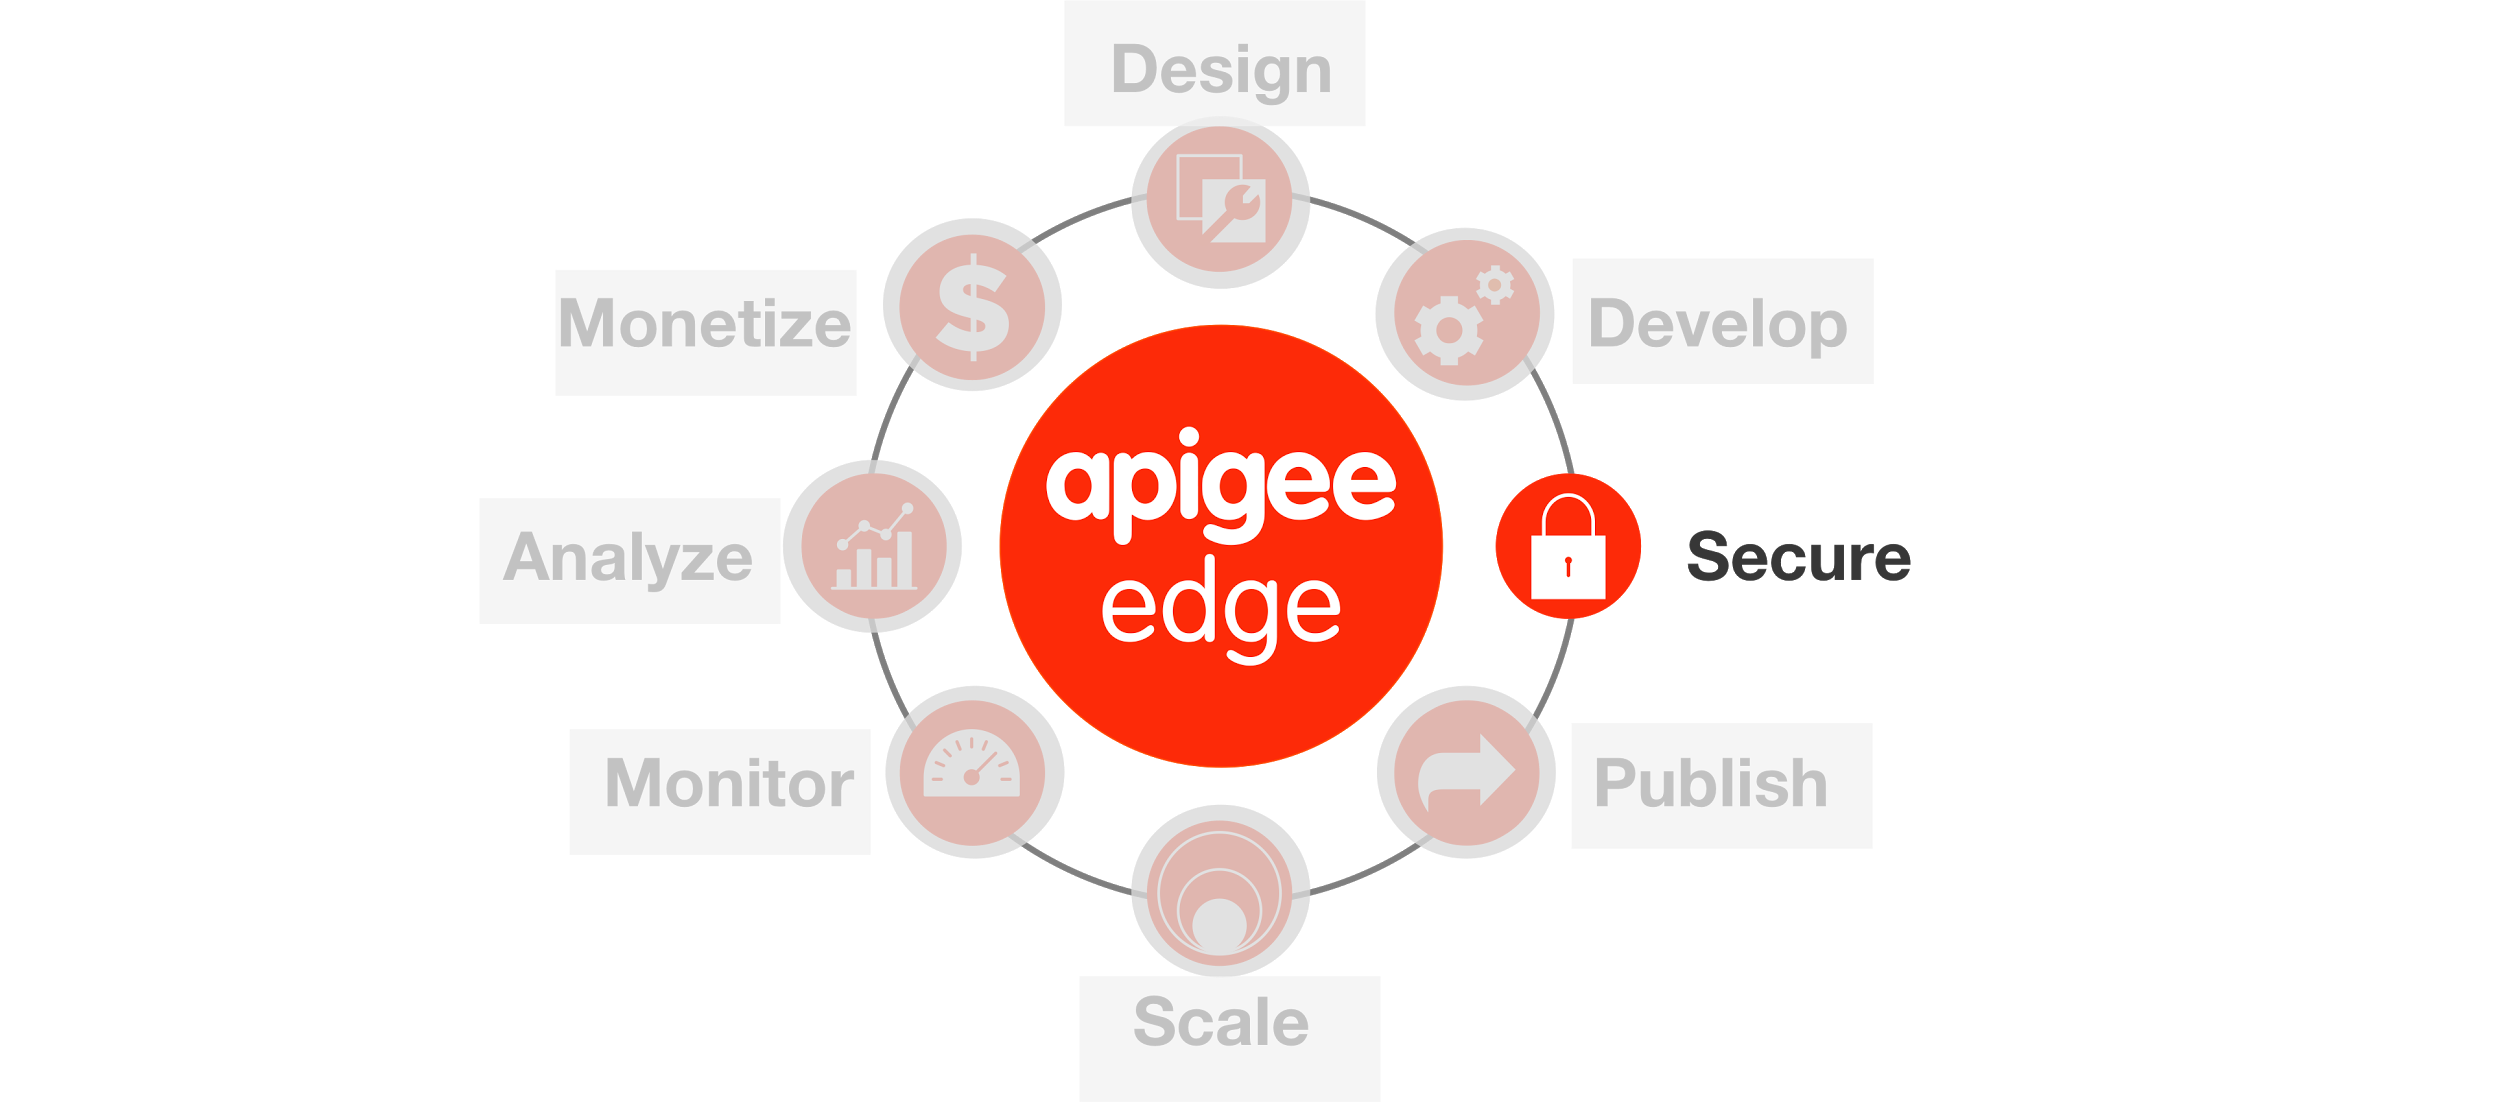 Design
Monetize
Develop
apigee
edge
Analyze
Secure
Monitor
Publish
Scale